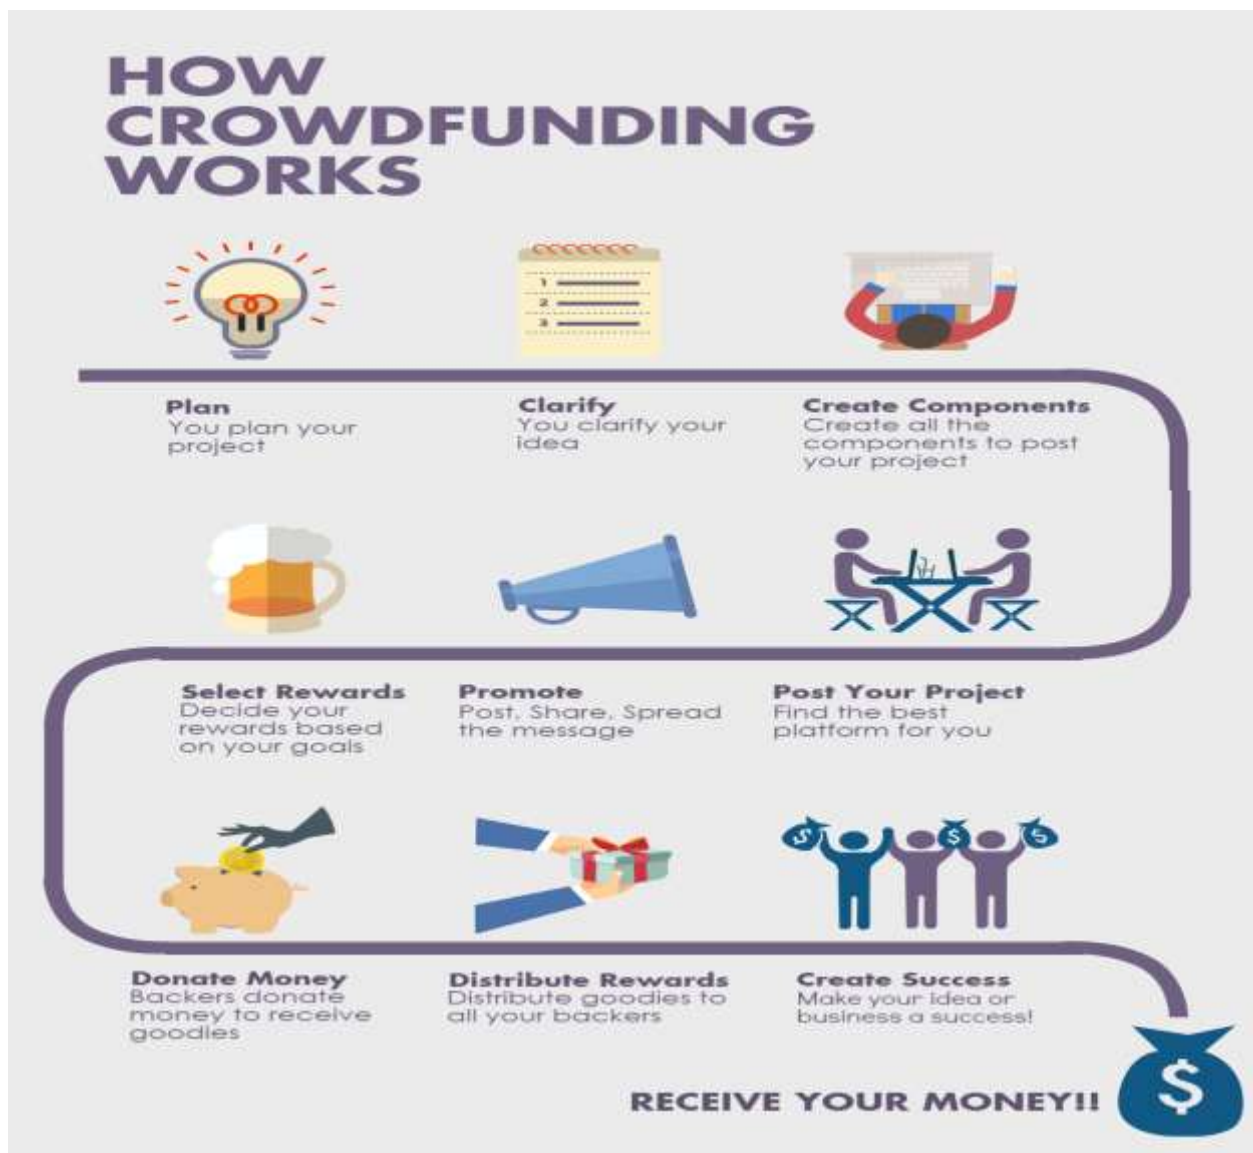 HOW
CROWDFUNDING
WORKS
1
2
3
Plan
You plan your
project
Clarify
You clarify your
idea
Create Components
Create all the
components to post
your project
Select Rewards
Decide your
rewards based
on your goals
Promote
Post, Share, Spread
the message
Post Your Project
Find the best
platform for you
$
$
$
Donate Money
Backers donate
money to receive
goodies
Distribute Rewards
Distribute goodies to
all your backers
Create Success
Make your idea or
business a success!
RECEIVE YOUR MONEY!!
$